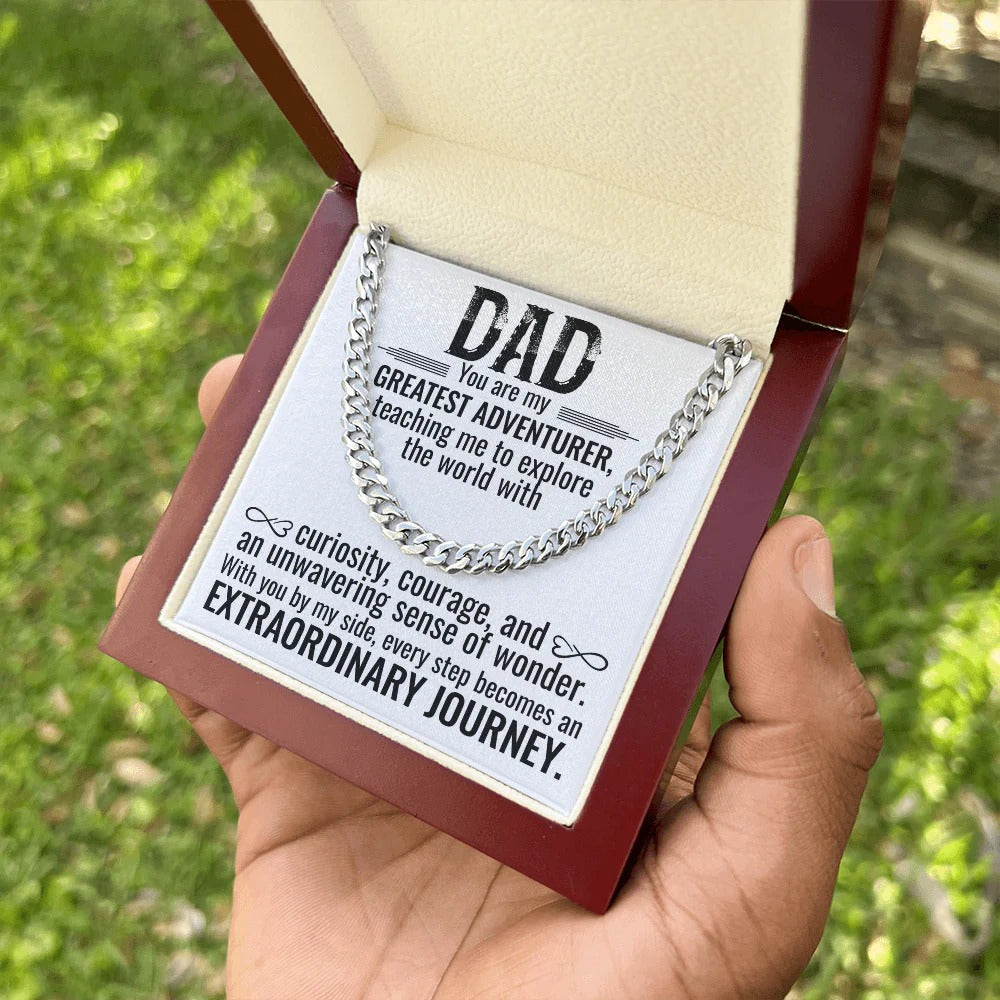 DAD
You are my
GREATEST ADVENTURER,
teaching me to explore
the world with
curiosity, courage, and
an unwavering sense of wonder.
With you by my side, every step becomes an
EXTRAORDINARY JOURNEY.